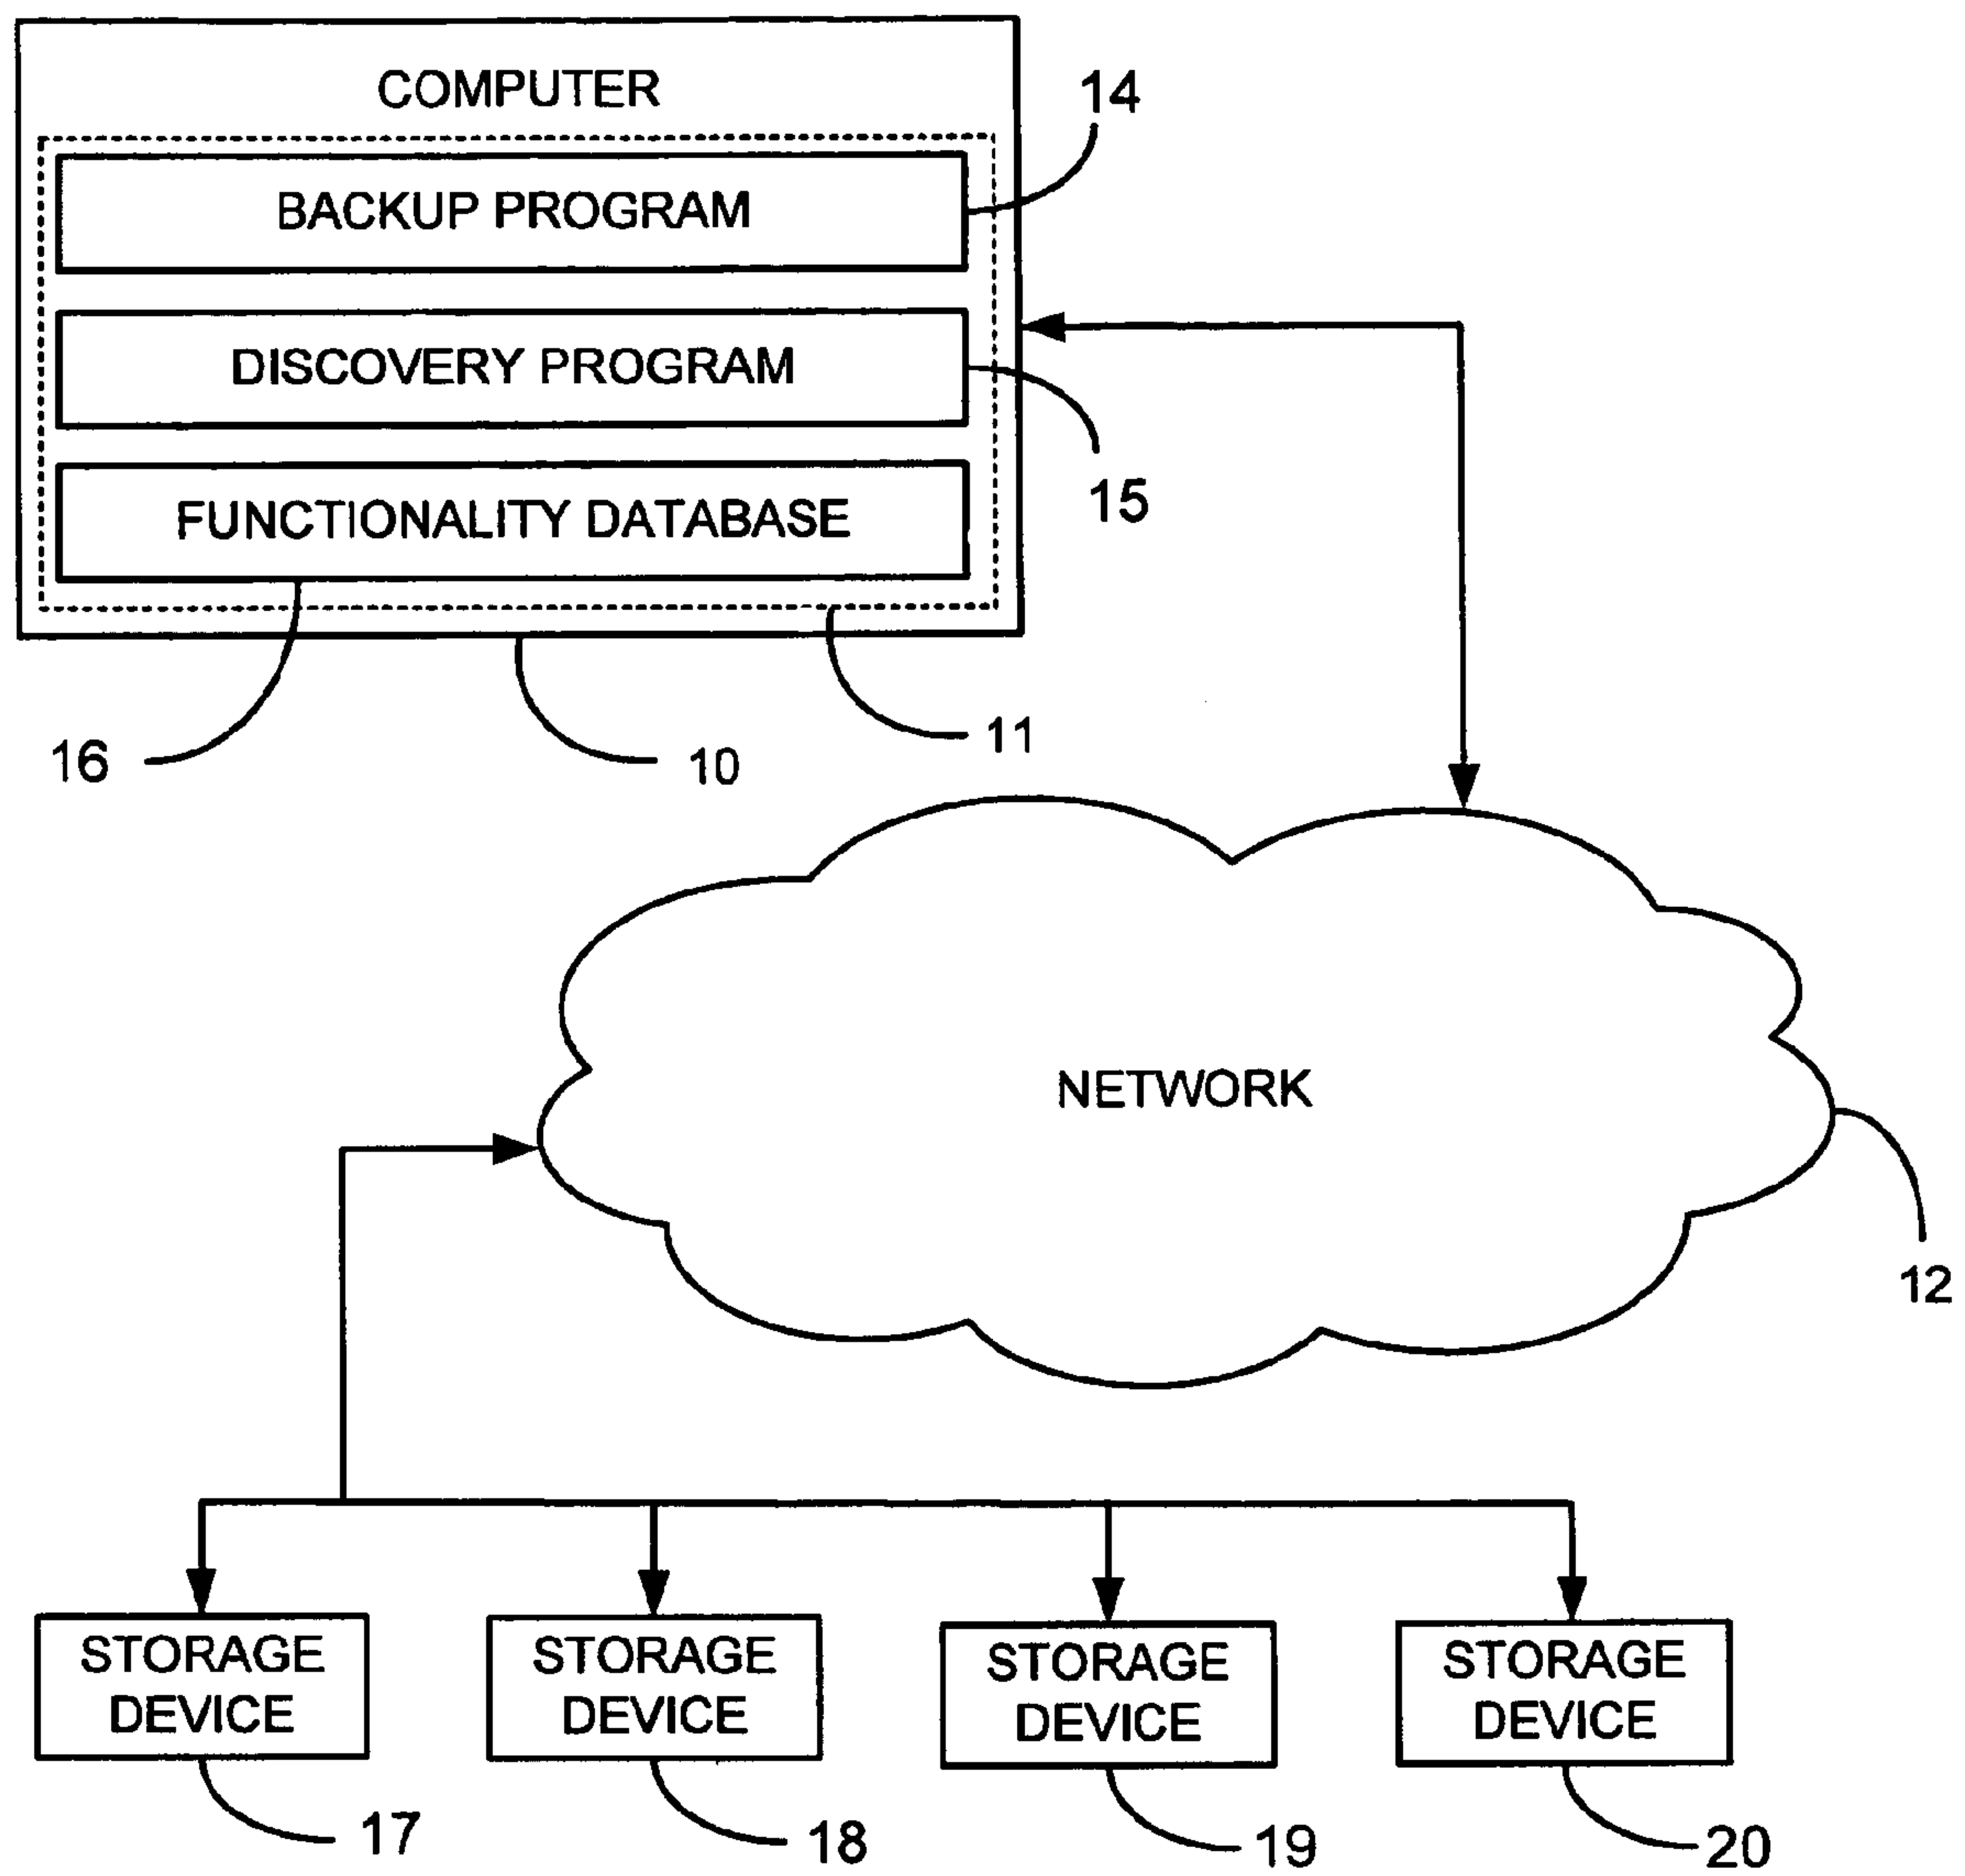 COMPUTER
14
BACKUP PROGRAM
DISCOVERY PROGRAM
15
FUNCTIONALITY DATABASE
16
10
11
NETWORK
12
STORAGE
DEVICE
STORAGE
DEVICE
STORAGE
DEVICE
STORAGE
DEVICE
17
18
19
20